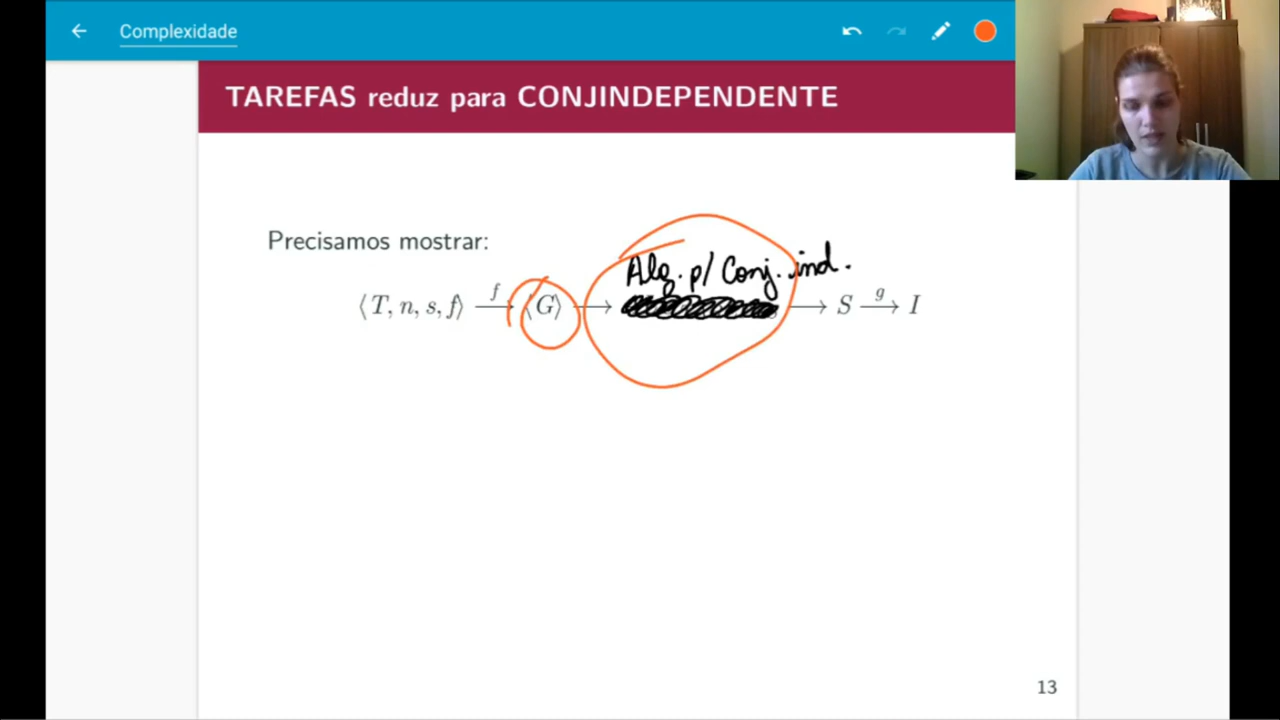 Complexidade
TAREFAS reduz para CONJINDEPENDENTE
Precisamos mostrar:
Alg. p/ Conj. ind.
⟨T, n, s, f⟩ —f→ ⟨G⟩ → → S —g→ I
13